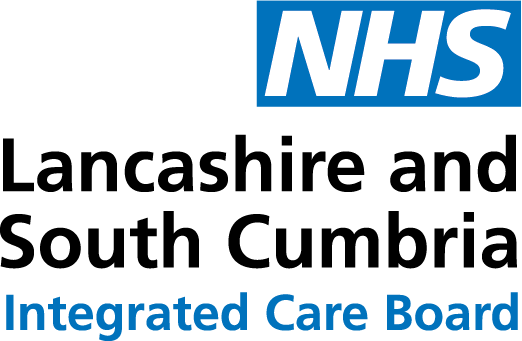 NHS
Lancashire and
South Cumbria
Integrated Care Board